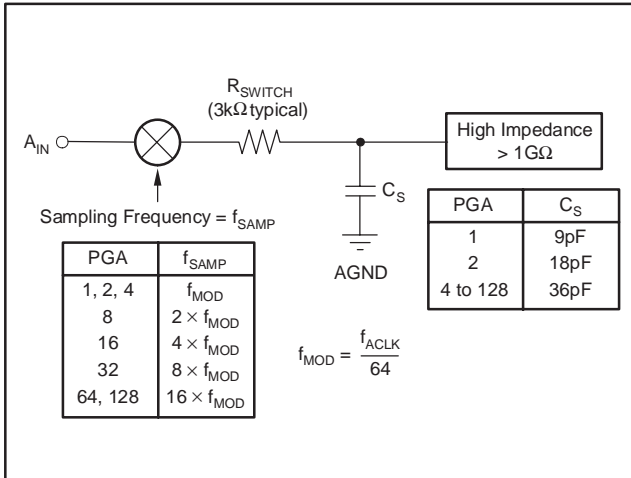 R_SWITCH
(3kΩ typical)
A_IN
High Impedance
> 1GΩ
C_S
AGND
Sampling Frequency = f_SAMP
PGA C_S
1 9pF
2 18pF
4 to 128 36pF
PGA f_SAMP
1, 2, 4 f_MOD
8 2 × f_MOD
16 4 × f_MOD
32 8 × f_MOD
64, 128 16 × f_MOD
f_MOD = f_ACLK
64